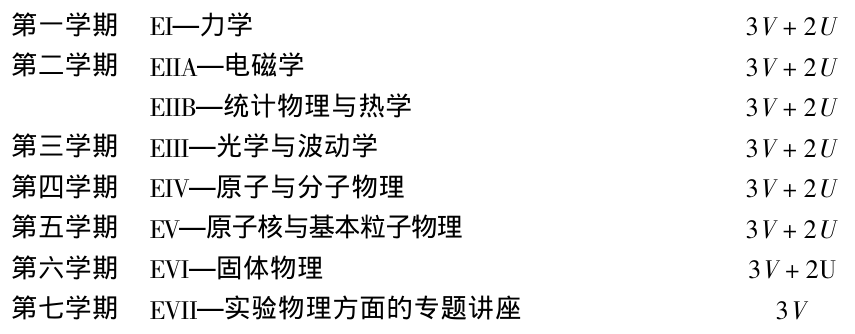 第一学期 EI—力学 3V + 2U
第二学期 EIIA—电磁学 3V + 2U
EIIB—统计物理与热学 3V + 2U
第三学期 EIII—光学与波动学 3V + 2U
第四学期 EIV—原子与分子物理 3V + 2U
第五学期 EV—原子核与基本粒子物理 3V + 2U
第六学期 EVI—固体物理 3V + 2U
第七学期 EVII—实验物理方面的专题讲座 3V